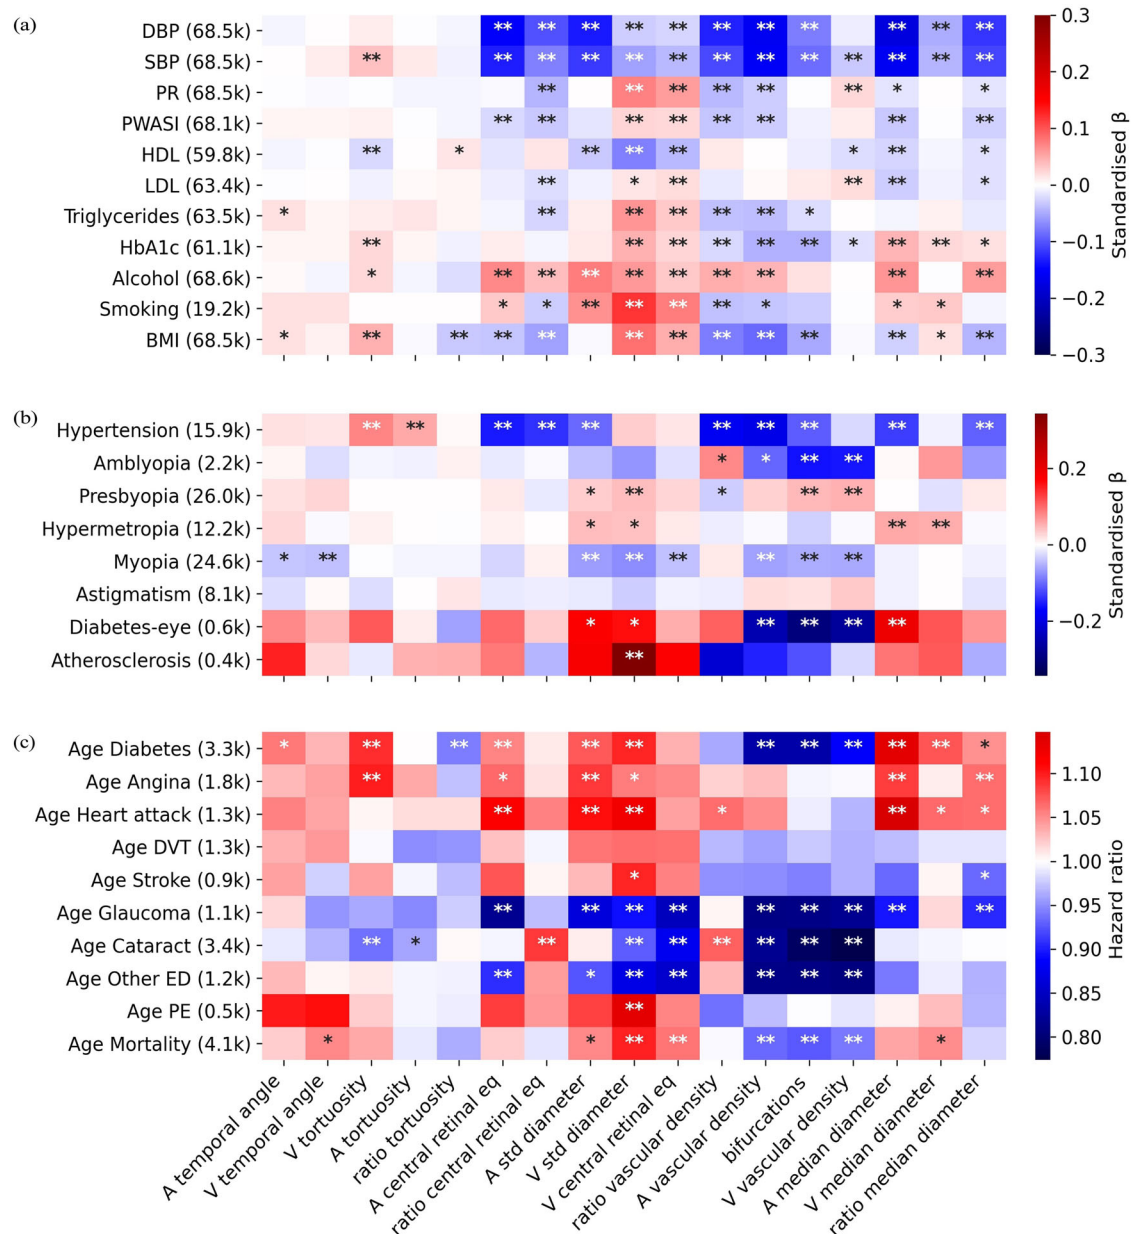 (a)
DBP (68.5k) ** ** ** ** ** ** ** ** ** ** **
SBP (68.5k) ** ** ** ** ** ** ** ** ** ** ** ** **
PR (68.5k) ** ** ** ** ** ** * *
PWASI (68.1k) ** ** ** ** ** ** ** **
HDL (59.8k) ** * ** ** ** * ** *
LDL (63.4k) ** * ** ** ** *
Triglycerides (63.5k) * ** ** ** ** ** *
HbA1c (61.1k) ** ** ** ** ** ** * ** ** *
Alcohol (68.6k) * ** ** ** ** ** ** ** ** **
Smoking (19.2k) * * ** ** ** ** * * *
BMI (68.5k) * ** ** ** ** ** ** ** ** ** ** * **
0.3
0.2
0.1
0.0
−0.1
−0.2
−0.3
Standardised β
(b)
Hypertension (15.9k) ** ** ** ** ** ** ** ** ** **
Amblyopia (2.2k) * * ** **
Presbyopia (26.0k) * ** * ** **
Hypermetropia (12.2k) * * ** **
Myopia (24.6k) * ** ** ** ** ** ** **
Astigmatism (8.1k)
Diabetes-eye (0.6k) * ** ** ** ** **
Atherosclerosis (0.4k) **
0.2
0.0
−0.2
Standardised β
(c)
Age Diabetes (3.3k) * ** ** ** ** ** ** ** ** ** ** *
Age Angina (1.8k) ** * ** * ** **
Age Heart attack (1.3k) ** ** ** * ** * *
Age DVT (1.3k)
Age Stroke (0.9k) * *
Age Glaucoma (1.1k) ** ** ** ** ** ** ** ** **
Age Cataract (3.4k) ** * ** ** ** ** ** ** **
Age Other ED (1.2k) ** * ** ** ** ** **
Age PE (0.5k) **
Age Mortality (4.1k) * * ** ** ** ** ** *
1.10
1.05
1.00
0.95
0.90
0.85
0.80
Hazard ratio
A temporal angle
V temporal angle
V tortuosity
A tortuosity
ratio tortuosity
A central retinal eq
ratio central retinal eq
A std diameter
V std diameter
V central retinal eq
ratio vascular density
A vascular density
bifurcations
V vascular density
A median diameter
V median diameter
ratio median diameter